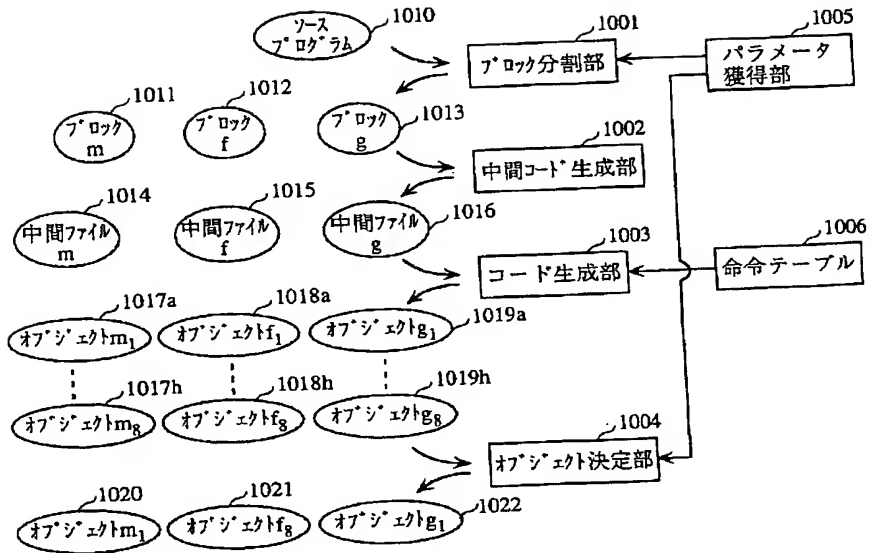 1010
ソース
プログラム
1001
ブロック分割部
1005
パラメータ
獲得部
1011
ブロック
m
1012
ブロック
f
1013
ブロック
g
1002
中間コード生成部
1014
中間ファイル
m
1015
中間ファイル
f
1016
中間ファイル
g
1003
コード生成部
1006
命令テーブル
1017a
オブジェクトm1
1018a
オブジェクトf1
1019a
オブジェクトg1
1017h
オブジェクトm8
1018h
オブジェクトf8
1019h
オブジェクトg8
1004
オブジェクト決定部
1020
オブジェクトm1
1021
オブジェクトf8
1022
オブジェクトg1